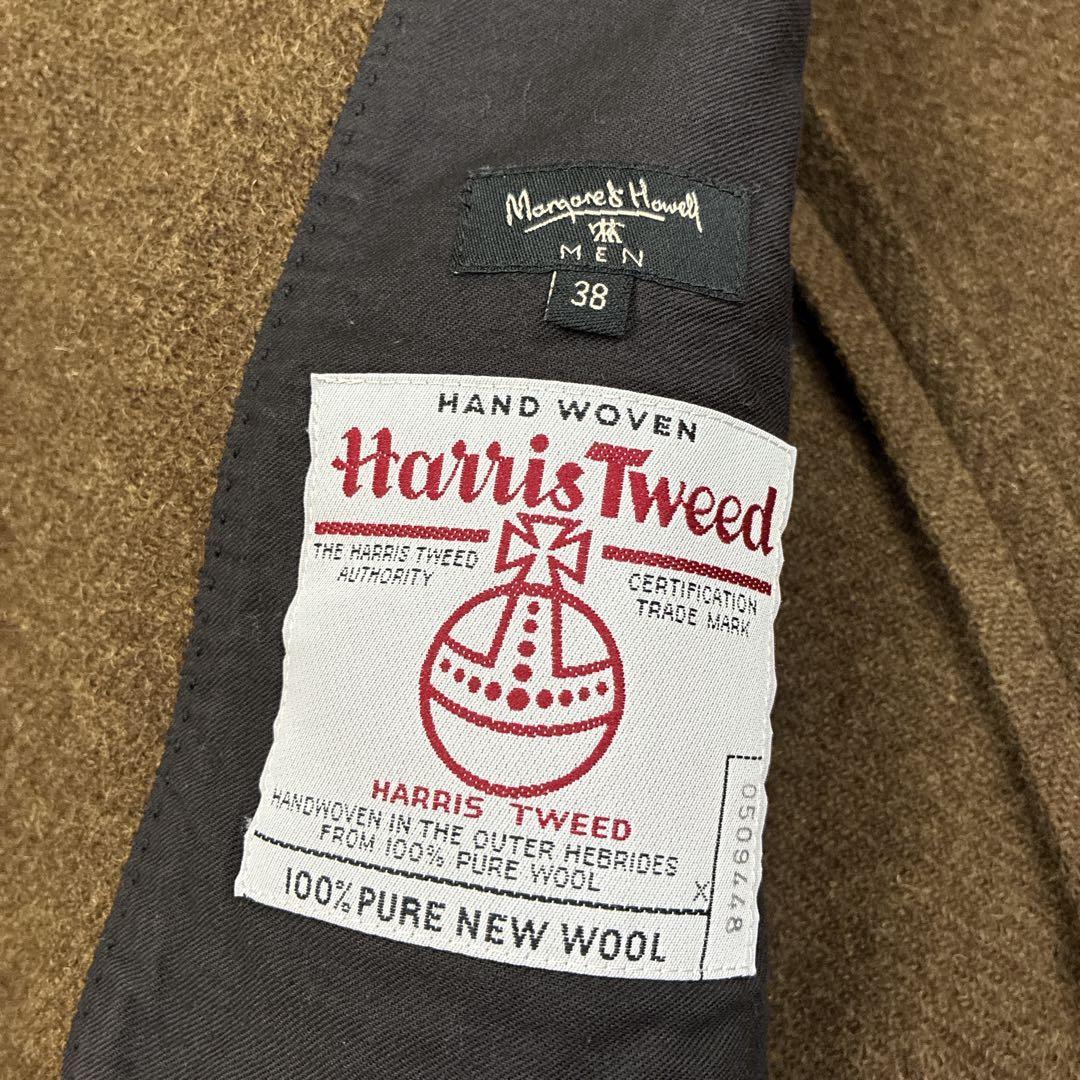 Margaret Howell
MEN
38
HAND WOVEN
Harris Tweed
THE HARRIS TWEED
AUTHORITY
CERTIFICATION
TRADE MARK
HARRIS TWEED
HANDWOVEN IN THE OUTER HEBRIDES
FROM 100% PURE WOOL
X
0509448
100% PURE NEW WOOL